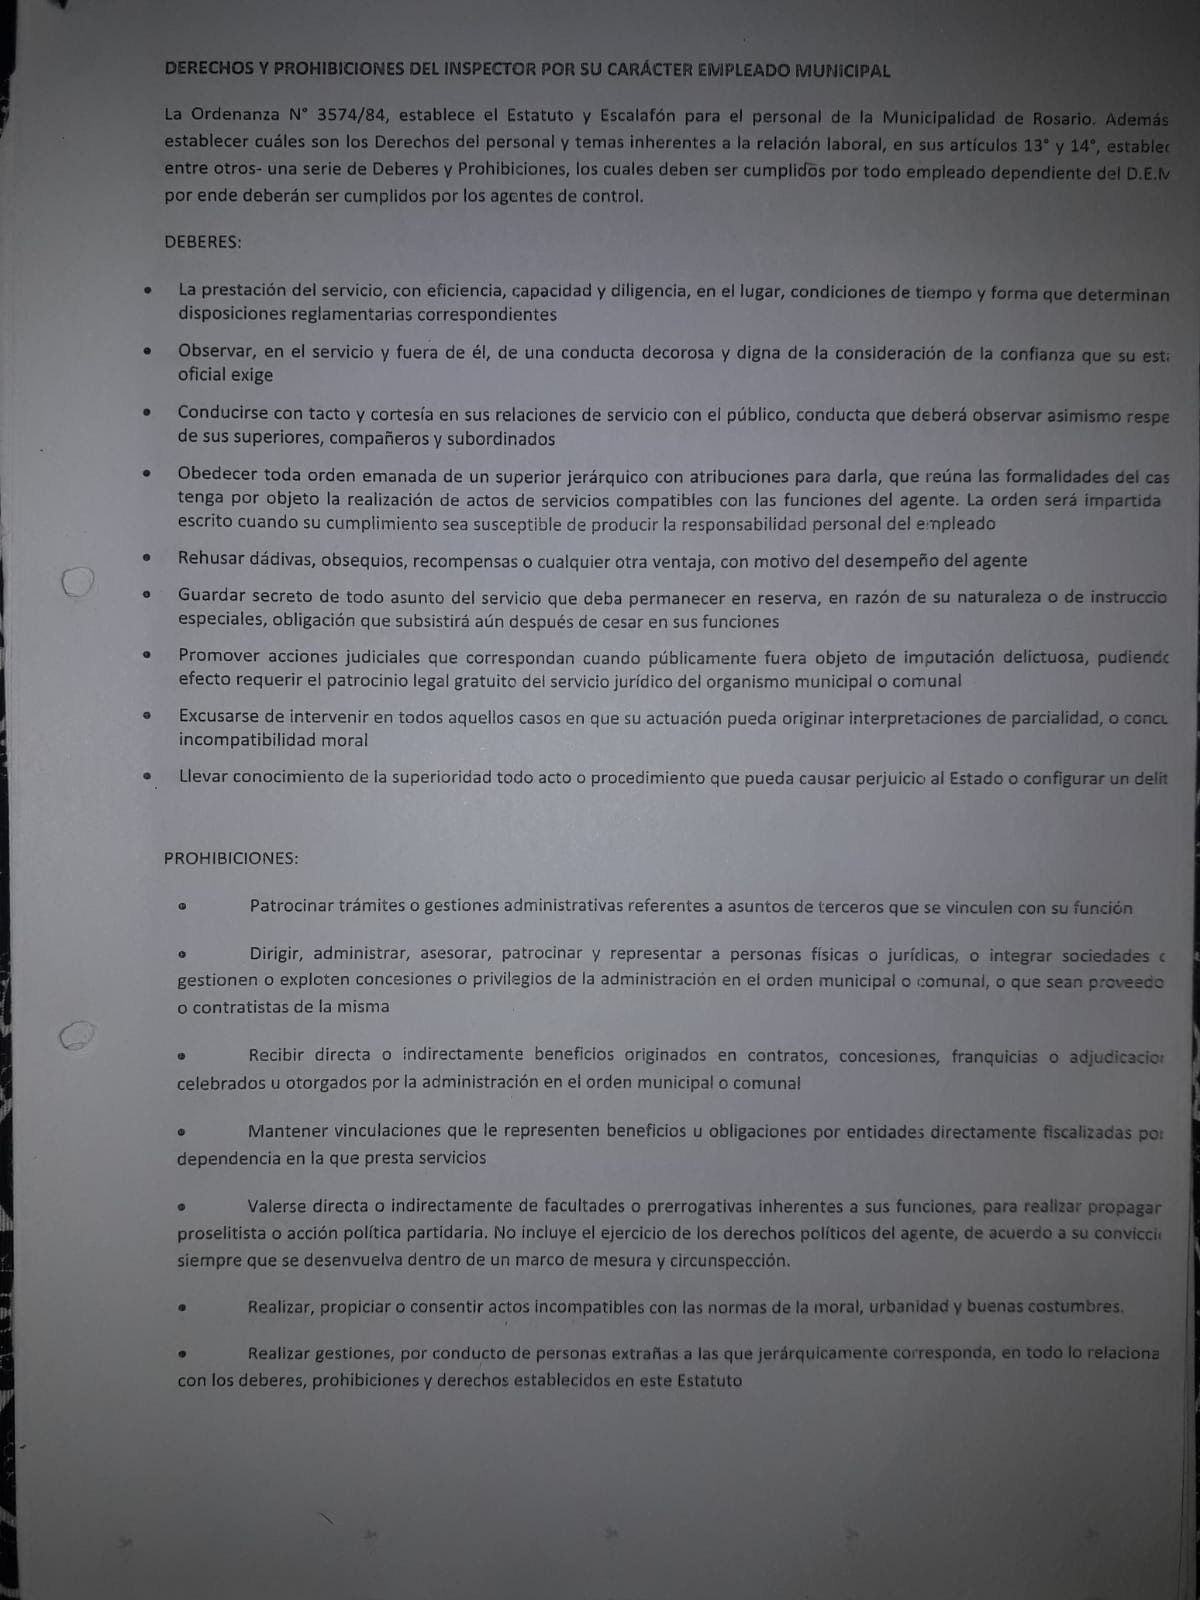 DERECHOS Y PROHIBICIONES DEL INSPECTOR POR SU CARÁCTER EMPLEADO MUNICIPAL
La Ordenanza N° 3574/84, establece el Estatuto y Escalafón para el personal de la Municipalidad de Rosario. Además
establecer cuáles son los Derechos del personal y temas inherentes a la relación laboral, en sus artículos 13° y 14°,
entre otros- una serie de Deberes y Prohibiciones, los cuales deben ser cumplidos por todo empleado dependiente del
por ende deberán ser cumplidos por los agentes de control.
DEBERES:
• La prestación del servicio, con eficiencia, capacidad y diligencia, en el lugar, condiciones de tiempo y forma que determinan
disposiciones reglamentarias correspondientes
• Observar, en el servicio y fuera de él, de una conducta decorosa y digna de la consideración de la confianza que su
oficial exige
• Conducirse con tacto y cortesía en sus relaciones de servicio con el público, conducta que deberá observar asimismo
de sus superiores, compañeros y subordinados
• Obedecer toda orden emanada de un superior jerárquico con atribuciones para darla, que reúna las formalidades del
tenga por objeto la realización de actos de servicios compatibles con las funciones del agente. La orden será impartida
escrito cuando su cumplimiento sea susceptible de producir la responsabilidad personal del empleado
• Rehusar dádivas, obsequios, recompensas o cualquier otra ventaja, con motivo del desempeño del agente
• Guardar secreto de todo asunto del servicio que deba permanecer en reserva, en razón de su naturaleza o de
especiales, obligación que subsistirá aún después de cesar en sus funciones
• Promover acciones judiciales que correspondan cuando públicamente fuera objeto de imputación delictuosa,
efecto requerir el patrocinio legal gratuito del servicio jurídico del organismo municipal o comunal
• Excusarse de intervenir en todos aquellos casos en que su actuación pueda originar interpretaciones de parcialidad, o
incompatibilidad moral
• Llevar conocimiento de la superioridad todo acto o procedimiento que pueda causar perjuicio al Estado o configurar un
PROHIBICIONES:
• Patrocinar trámites o gestiones administrativas referentes a asuntos de terceros que se vinculen con su función
• Dirigir, administrar, asesorar, patrocinar y representar a personas físicas o jurídicas, o integrar sociedades
gestionen o exploten concesiones o privilegios de la administración en el orden municipal o comunal, o que sean
o contratistas de la misma
• Recibir directa o indirectamente beneficios originados en contratos, concesiones, franquicias o
celebrados u otorgados por la administración en el orden municipal o comunal
• Mantener vinculaciones que le representen beneficios u obligaciones por entidades directamente fiscalizadas por
dependencia en la que presta servicios
• Valerse directa o indirectamente de facultades o prerrogativas inherentes a sus funciones, para realizar
proselitista o acción política partidaria. No incluye el ejercicio de los derechos políticos del agente, de acuerdo a su
siempre que se desenvuelva dentro de un marco de mesura y circunspección.
• Realizar, propiciar o consentir actos incompatibles con las normas de la moral, urbanidad y buenas costumbres.
• Realizar gestiones, por conducto de personas extrañas a las que jerárquicamente corresponda, en todo lo
con los deberes, prohibiciones y derechos establecidos en este Estatuto